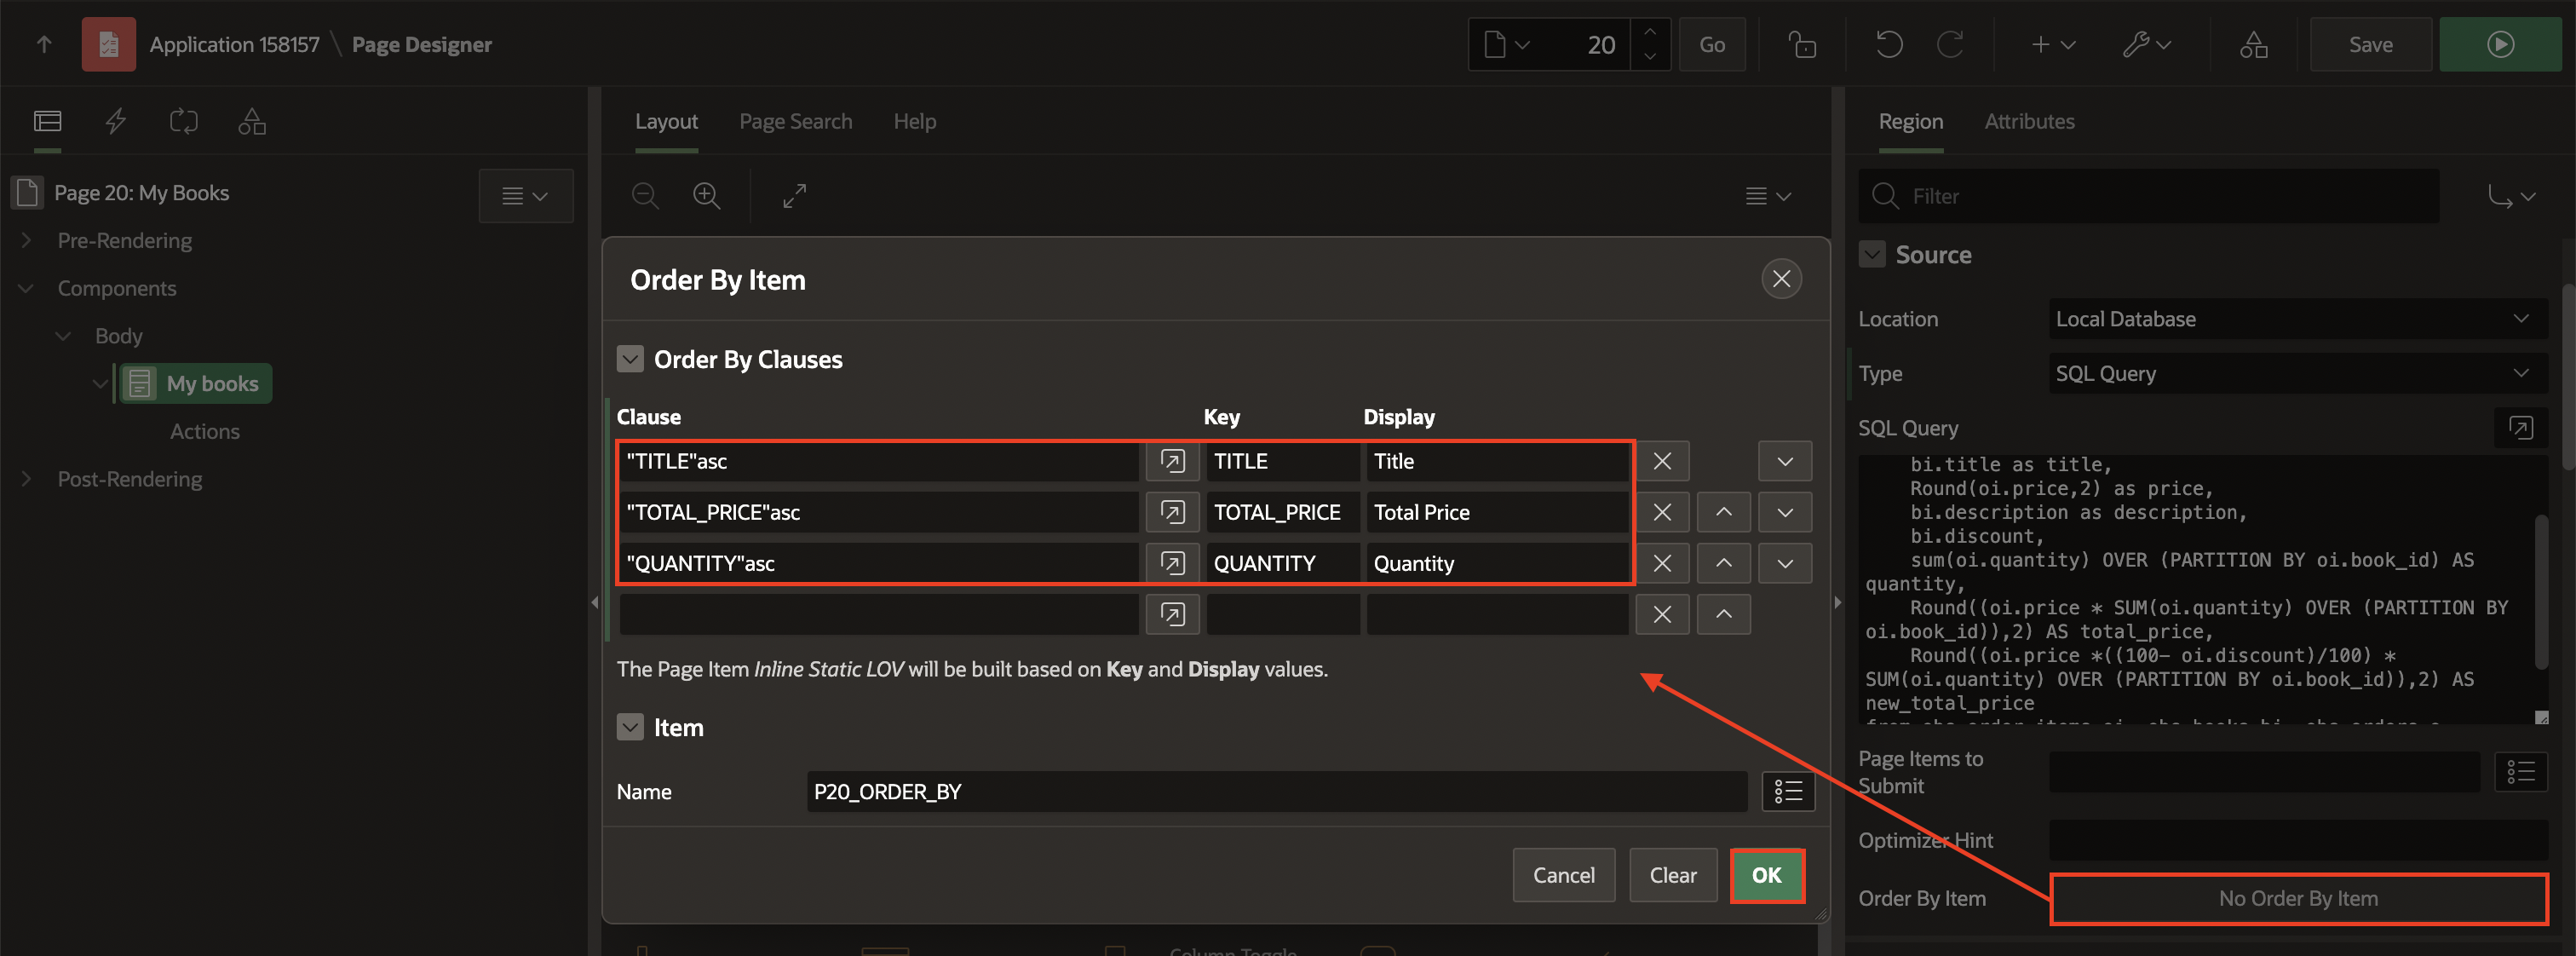 Application 158157 \ Page Designer
20
Go
Save
Layout
Page Search
Help
Region
Attributes
Page 20: My Books
Pre-Rendering
Components
Body
My books
Actions
Post-Rendering
Order By Item
Order By Clauses
Clause Key Display
"TITLE"asc TITLE Title
"TOTAL_PRICE"asc TOTAL_PRICE Total Price
"QUANTITY"asc QUANTITY Quantity
The Page Item Inline Static LOV will be built based on Key and Display values.
Item
Name P20_ORDER_BY
Cancel Clear OK
Column Toggle
Filter
Source
Location Local Database
Type SQL Query
SQL Query
bi.title as title,
Round(oi.price,2) as price,
bi.description as description,
bi.discount,
sum(oi.quantity) OVER (PARTITION BY oi.book_id) AS
quantity,
Round((oi.price * SUM(oi.quantity) OVER (PARTITION BY
oi.book_id)),2) AS total_price,
Round((oi.price *((100- oi.discount)/100) *
SUM(oi.quantity) OVER (PARTITION BY oi.book_id)),2) AS
new_total_price
Page Items to
Submit
Optimizer Hint
Order By Item No Order By Item